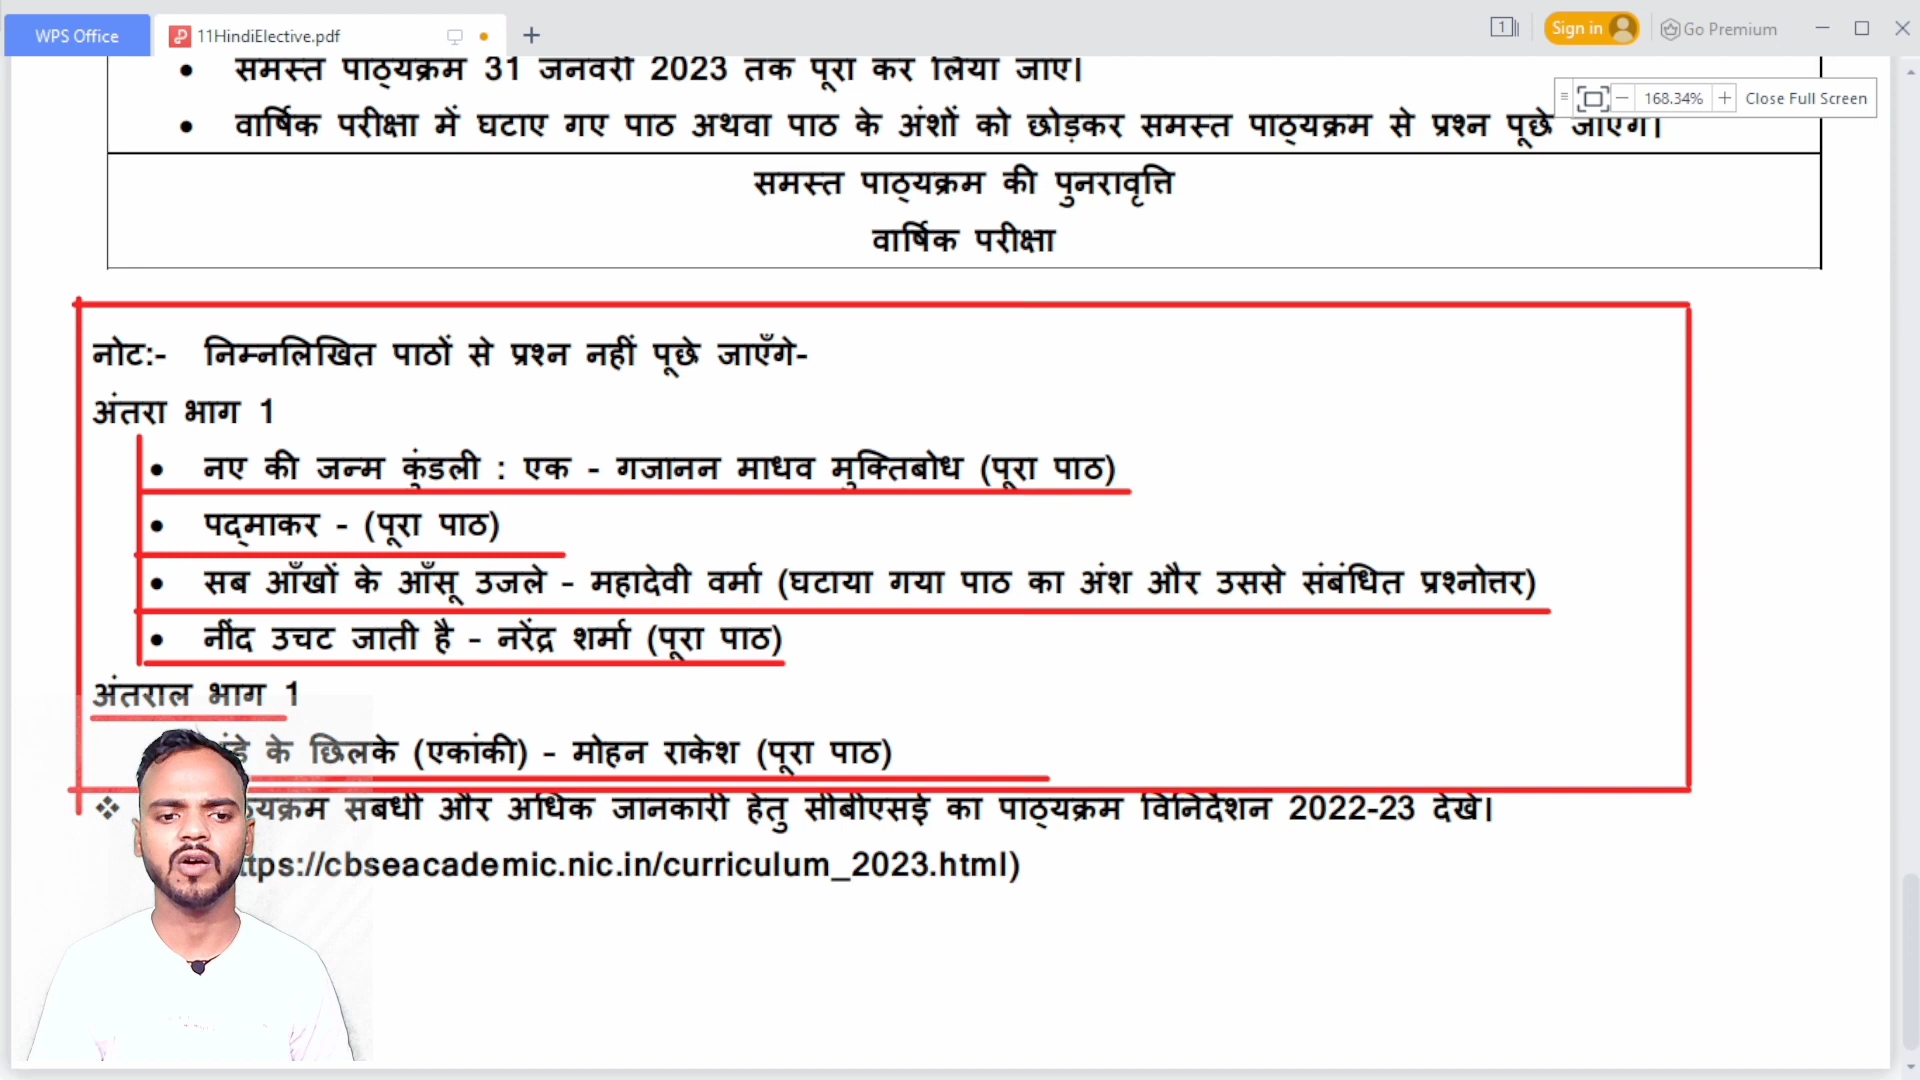 WPS Office
11HindiElective.pdf
1
Sign in
Go Premium
168.34%
Close Full Screen
समस्त पाठ्यक्रम 31 जनवरी 2023 तक पूरा कर लिया जाए।
वार्षिक परीक्षा में घटाए गए पाठ अथवा पाठ के अंशों को छोड़कर समस्त पाठ्यक्रम से प्रश्न पूछे जाएंगे।
समस्त पाठ्यक्रम की पुनरावृत्ति
वार्षिक परीक्षा
नोट:- निम्नलिखित पाठों से प्रश्न नहीं पूछे जाएँगे-
अंतरा भाग 1
• नए की जन्म कुंडली : एक - गजानन माधव मुक्तिबोध (पूरा पाठ)
• पद्माकर - (पूरा पाठ)
• सब आँखों के आँसू उजले - महादेवी वर्मा (घटाया गया पाठ का अंश और उससे संबंधित प्रश्नोत्तर)
• नींद उचट जाती है - नरेंद्र शर्मा (पूरा पाठ)
अंतराल भाग 1
के छिलके (एकांकी) - मोहन राकेश (पूरा पाठ)
❖ संबंधी और अधिक जानकारी हेतु सीबीएसई का पाठ्यक्रम विनिर्देशन 2022-23 देखें।
ttps://cbseacademic.nic.in/curriculum_2023.html)